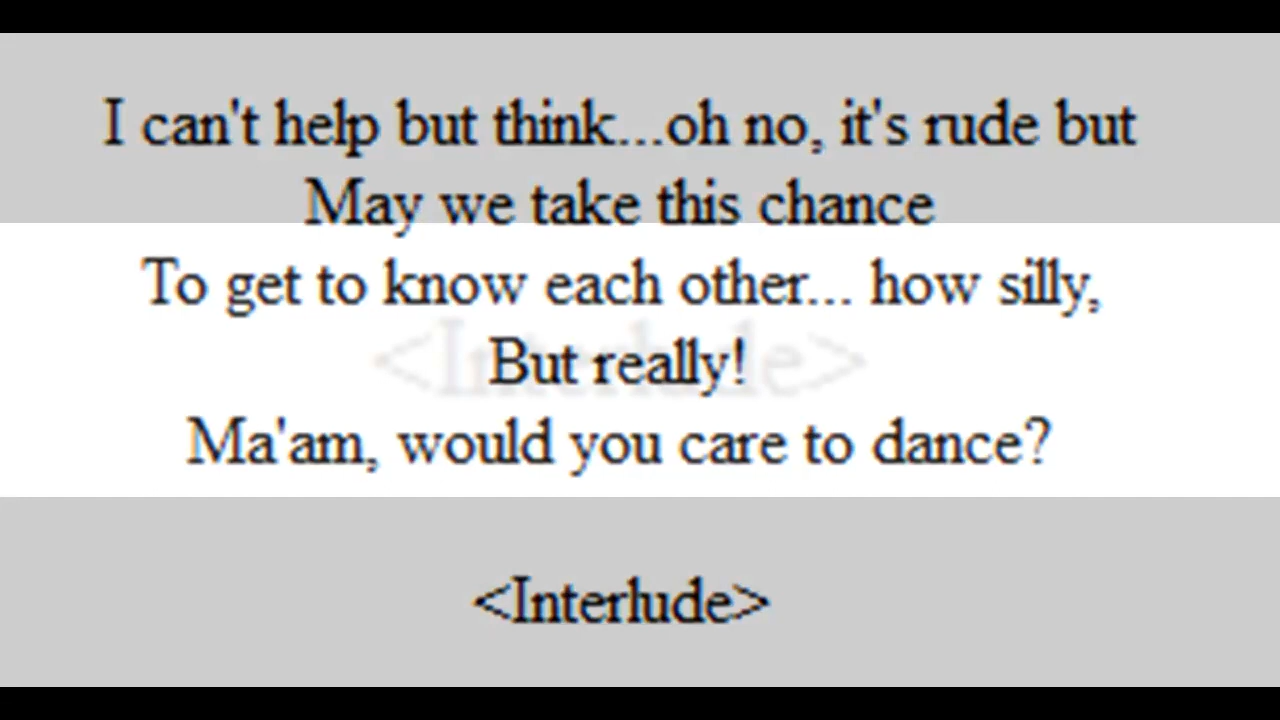 I can't help but think...oh no, it's rude but
May we take this chance
To get to know each other... how silly,
<Interlude>
But really!
Ma'am, would you care to dance?
<Interlude>